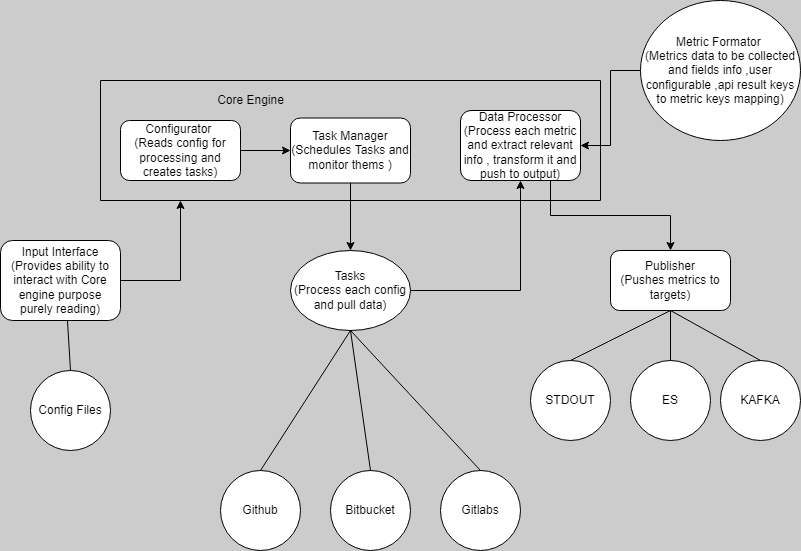 Metric Formator
(Metrics data to be collected
and fields info ,user
configurable ,api result keys
to metric keys mapping)
Core Engine
Configurator
(Reads config for
processing and
creates tasks)
Task Manager
(Schedules Tasks and
monitor thems )
Data Processor
(Process each metric
and extract relevant
info , transform it and
push to output)
Input Interface
(Provides ability to
interact with Core
engine purpose
purely reading)
Tasks
(Process each config
and pull data)
Publisher
(Pushes metrics to
targets)
Config Files
STDOUT
ES
KAFKA
Github
Bitbucket
Gitlabs